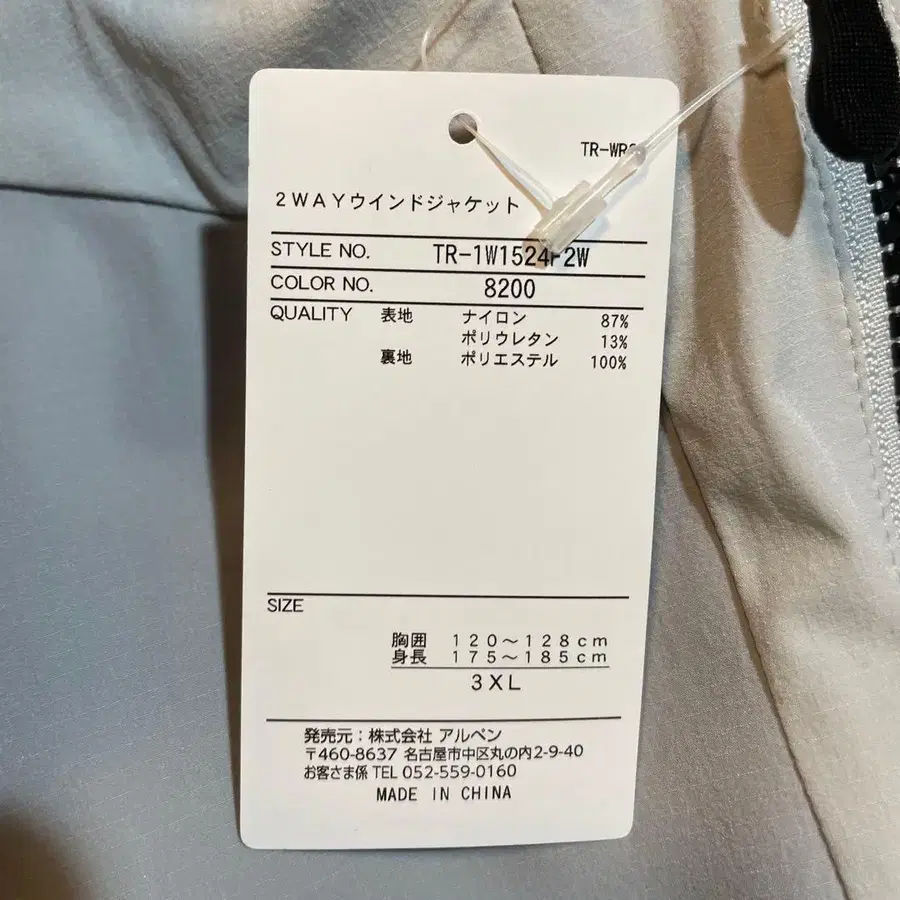 ２ＷＡＹウインドジャケット
STYLE NO.
COLOR NO. 8200
QUALITY 表地 ナイロン 87%
ポリウレタン 13%
裏地 ポリエステル 100%
SIZE
胸囲 １２０～１２８ｃｍ
身長 １７５～１８５ｃｍ
３ＸＬ
発売元：株式会社 アルペン
〒460-8637 名古屋市中区丸の内2-9-40
お客さま係 TEL 052-559-0160
MADE IN CHINA